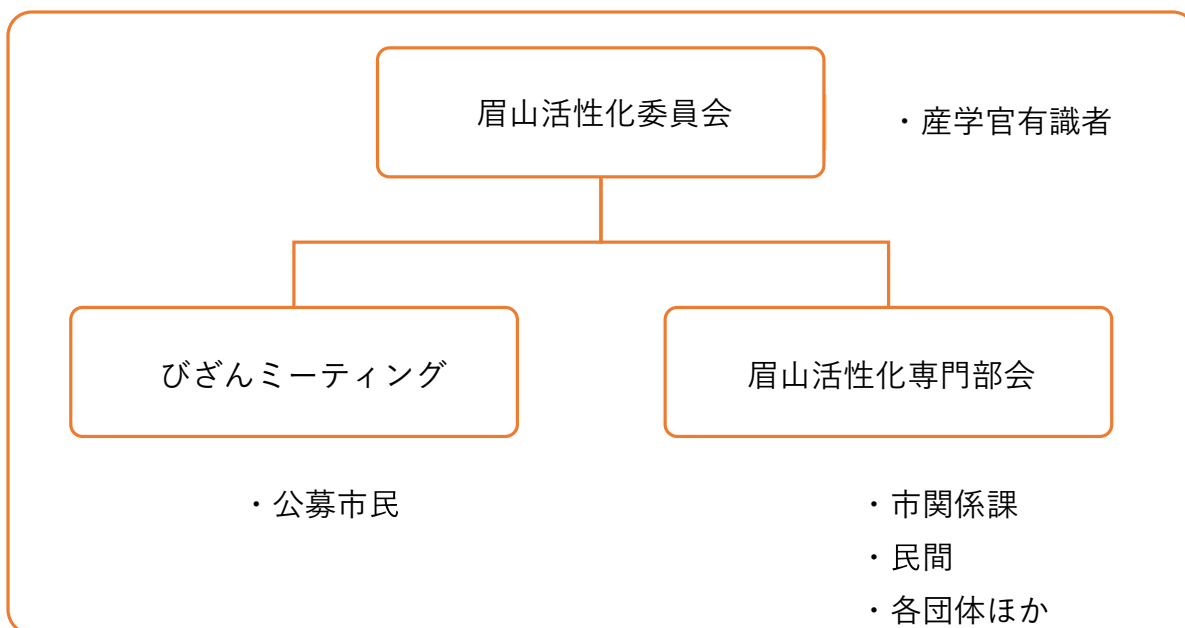 眉山活性化委員会
・産学官有識者
びざんミーティング
眉山活性化専門部会
・公募市民
・市関係課
・民間
・各団体ほか